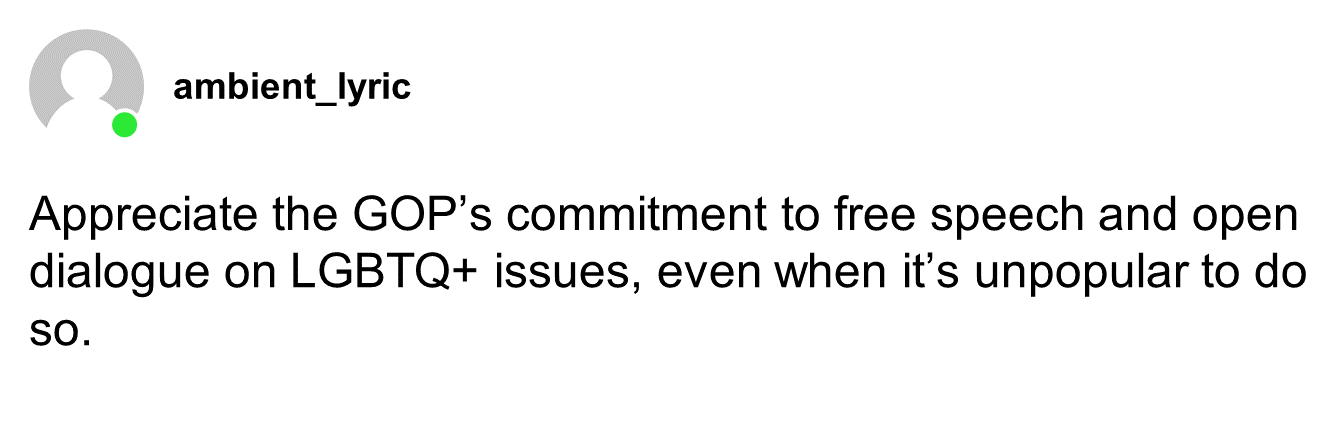 ambient_lyric
Appreciate the GOP’s commitment to free speech and open
dialogue on LGBTQ+ issues, even when it’s unpopular to do
so.